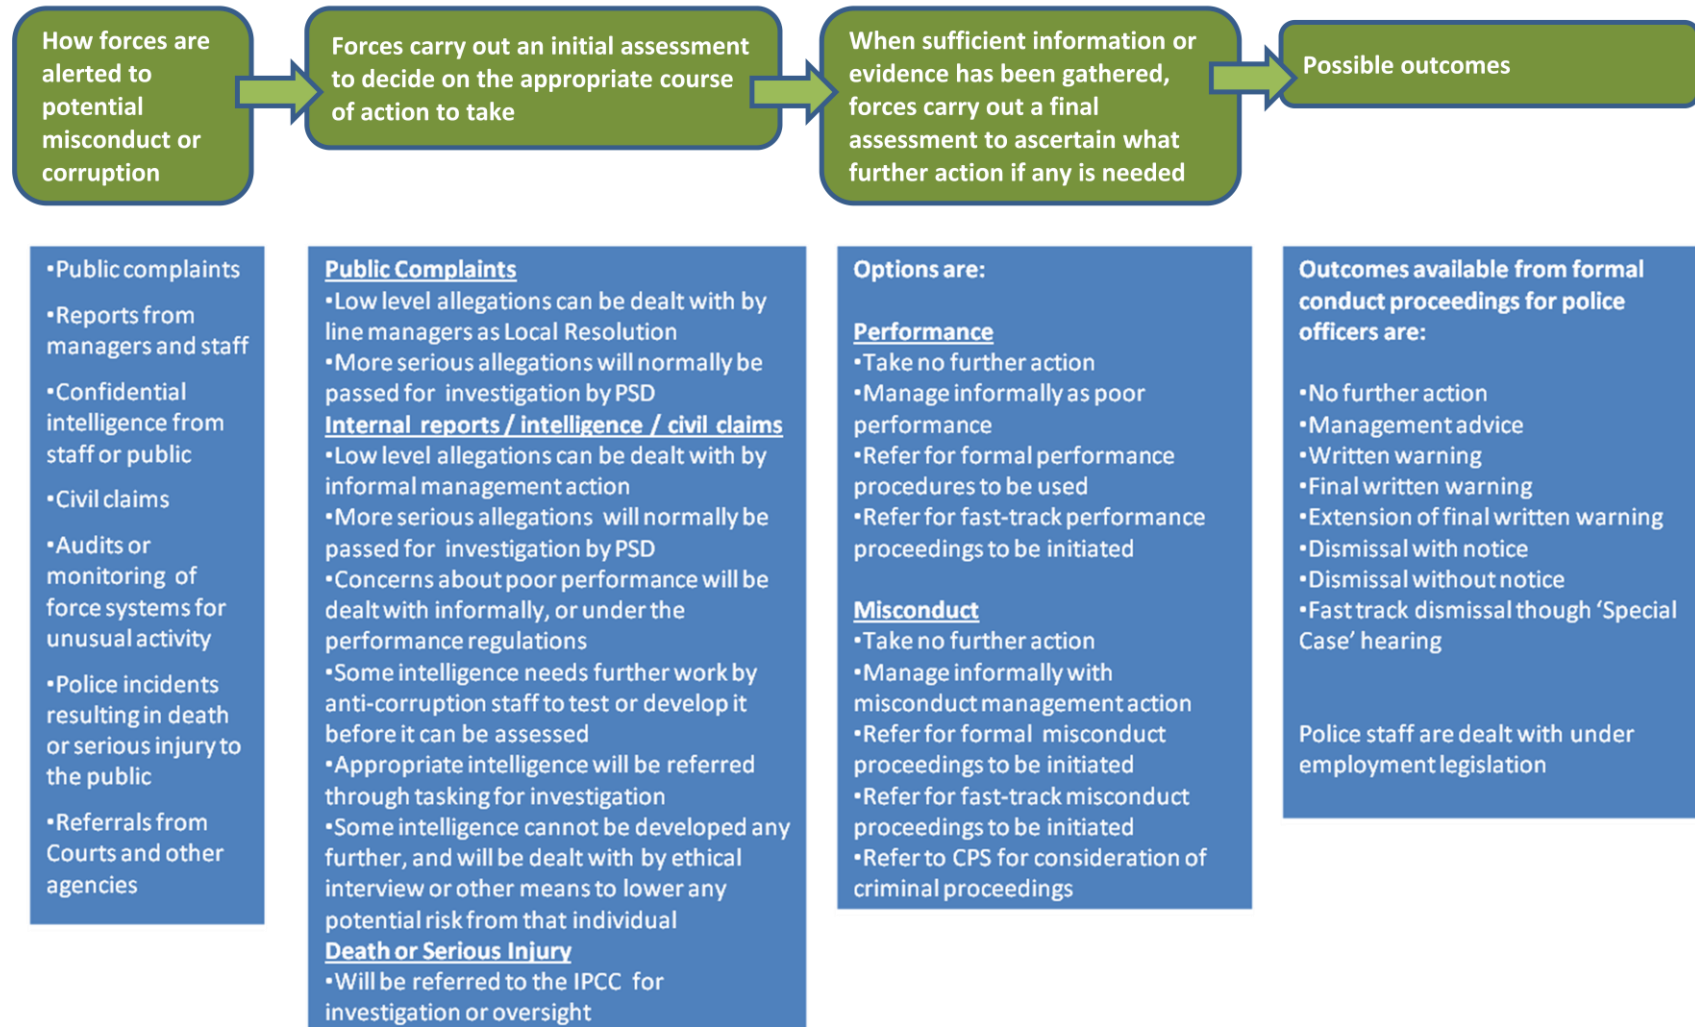 How forces are
alerted to
potential
misconduct or
corruption
Forces carry out an initial assessment
to decide on the appropriate course
of action to take
When sufficient information or
evidence has been gathered,
forces carry out a final
assessment to ascertain what
further action if any is needed
Possible outcomes
•Public complaints
•Reports from
managers and staff
•Confidential
intelligence from
staff or public
•Civil claims
•Audits or
monitoring of
force systems for
unusual activity
•Police incidents
resulting in death
or serious injury to
the public
•Referrals from
Courts and other
agencies
Public Complaints
•Low level allegations can be dealt with by
line managers as Local Resolution
•More serious allegations will normally be
passed for investigation by PSD
Internal reports / intelligence / civil claims
•Low level allegations can be dealt with by
informal management action
•More serious allegations will normally be
passed for investigation by PSD
•Concerns about poor performance will be
dealt with informally, or under the
performance regulations
•Some intelligence needs further work by
anti-corruption staff to test or develop it
before it can be assessed
•Appropriate intelligence will be referred
through tasking for investigation
•Some intelligence cannot be developed any
further, and will be dealt with by ethical
interview or other means to lower any
potential risk from that individual
Death or Serious Injury
•Will be referred to the IPCC for
investigation or oversight
Options are:
Performance
•Take no further action
•Manage informally as poor
performance
•Refer for formal performance
procedures to be used
•Refer for fast-track performance
proceedings to be initiated
Misconduct
•Take no further action
•Manage informally with
misconduct management action
•Refer for formal misconduct
proceedings to be initiated
•Refer for fast-track misconduct
proceedings to be initiated
•Refer to CPS for consideration of
criminal proceedings
Outcomes available from formal
conduct proceedings for police
officers are:
•No further action
•Management advice
•Written warning
•Final written warning
•Extension of final written warning
•Dismissal with notice
•Dismissal without notice
•Fast track dismissal though ‘Special
Case’ hearing
Police staff are dealt with under
employment legislation